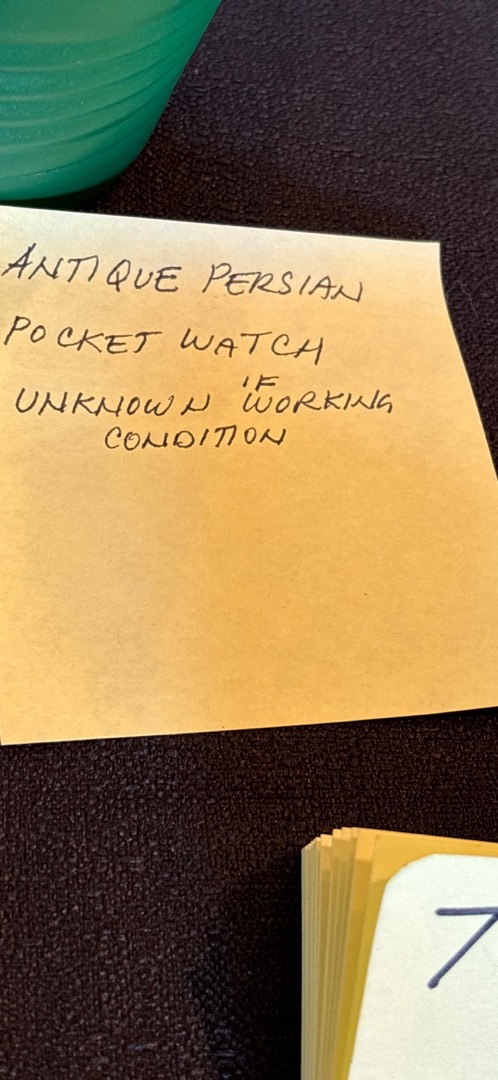 ANTIQUE PERSIAN
POCKET WATCH
UNKNOWN IF WORKING
CONDITION
7